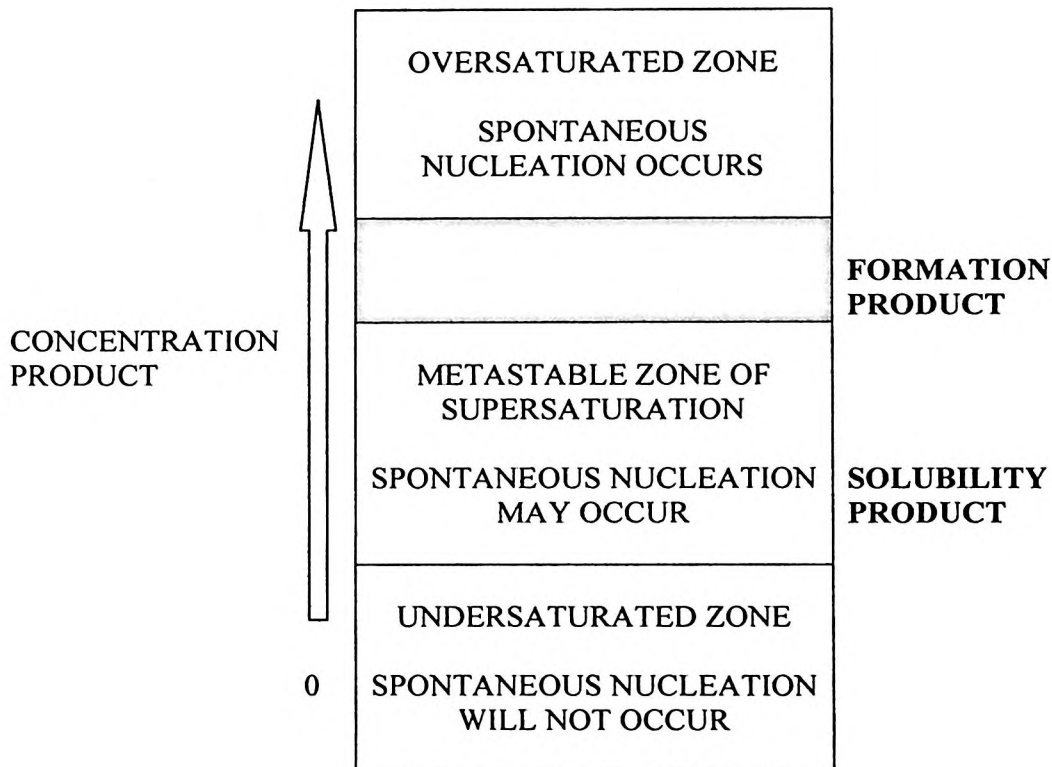 OVERSATURATED ZONE
SPONTANEOUS
NUCLEATION OCCURS
FORMATION
PRODUCT
CONCENTRATION
PRODUCT
METASTABLE ZONE OF
SUPERSATURATION
SPONTANEOUS NUCLEATION
MAY OCCUR
SOLUBILITY
PRODUCT
UNDERSATURATED ZONE
0
SPONTANEOUS NUCLEATION
WILL NOT OCCUR